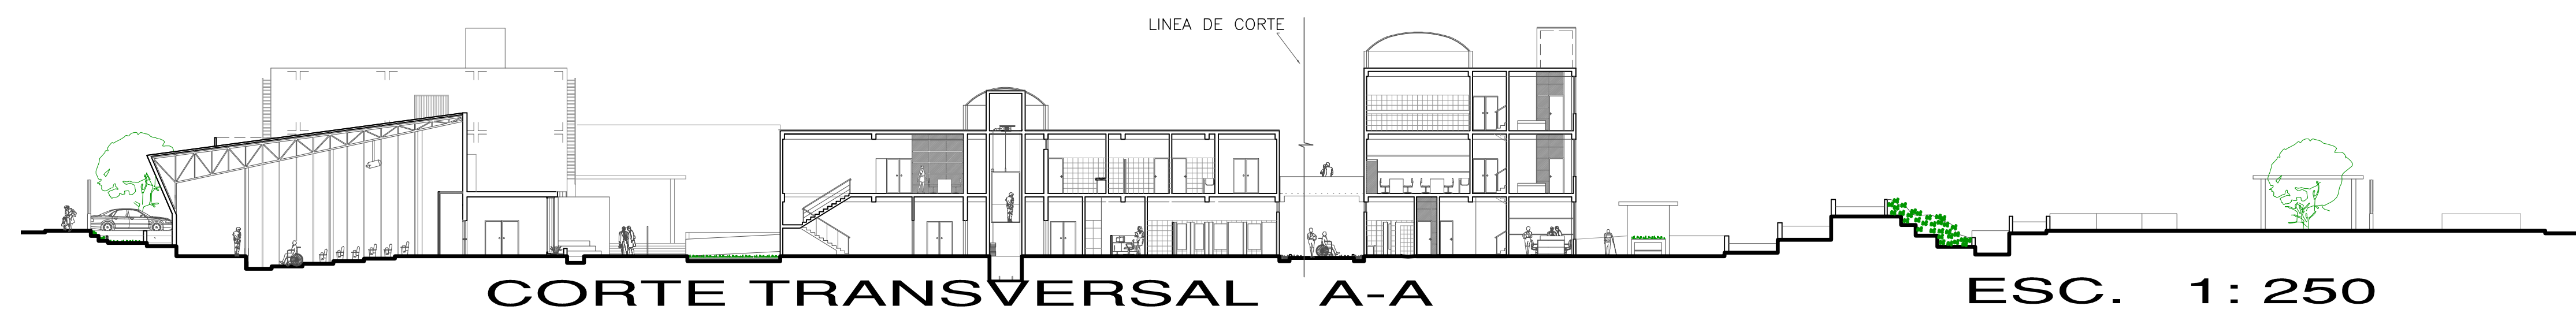 LINEA DE CORTE
CORTE TRANSVERSAL A-A
ESC. 1: 250